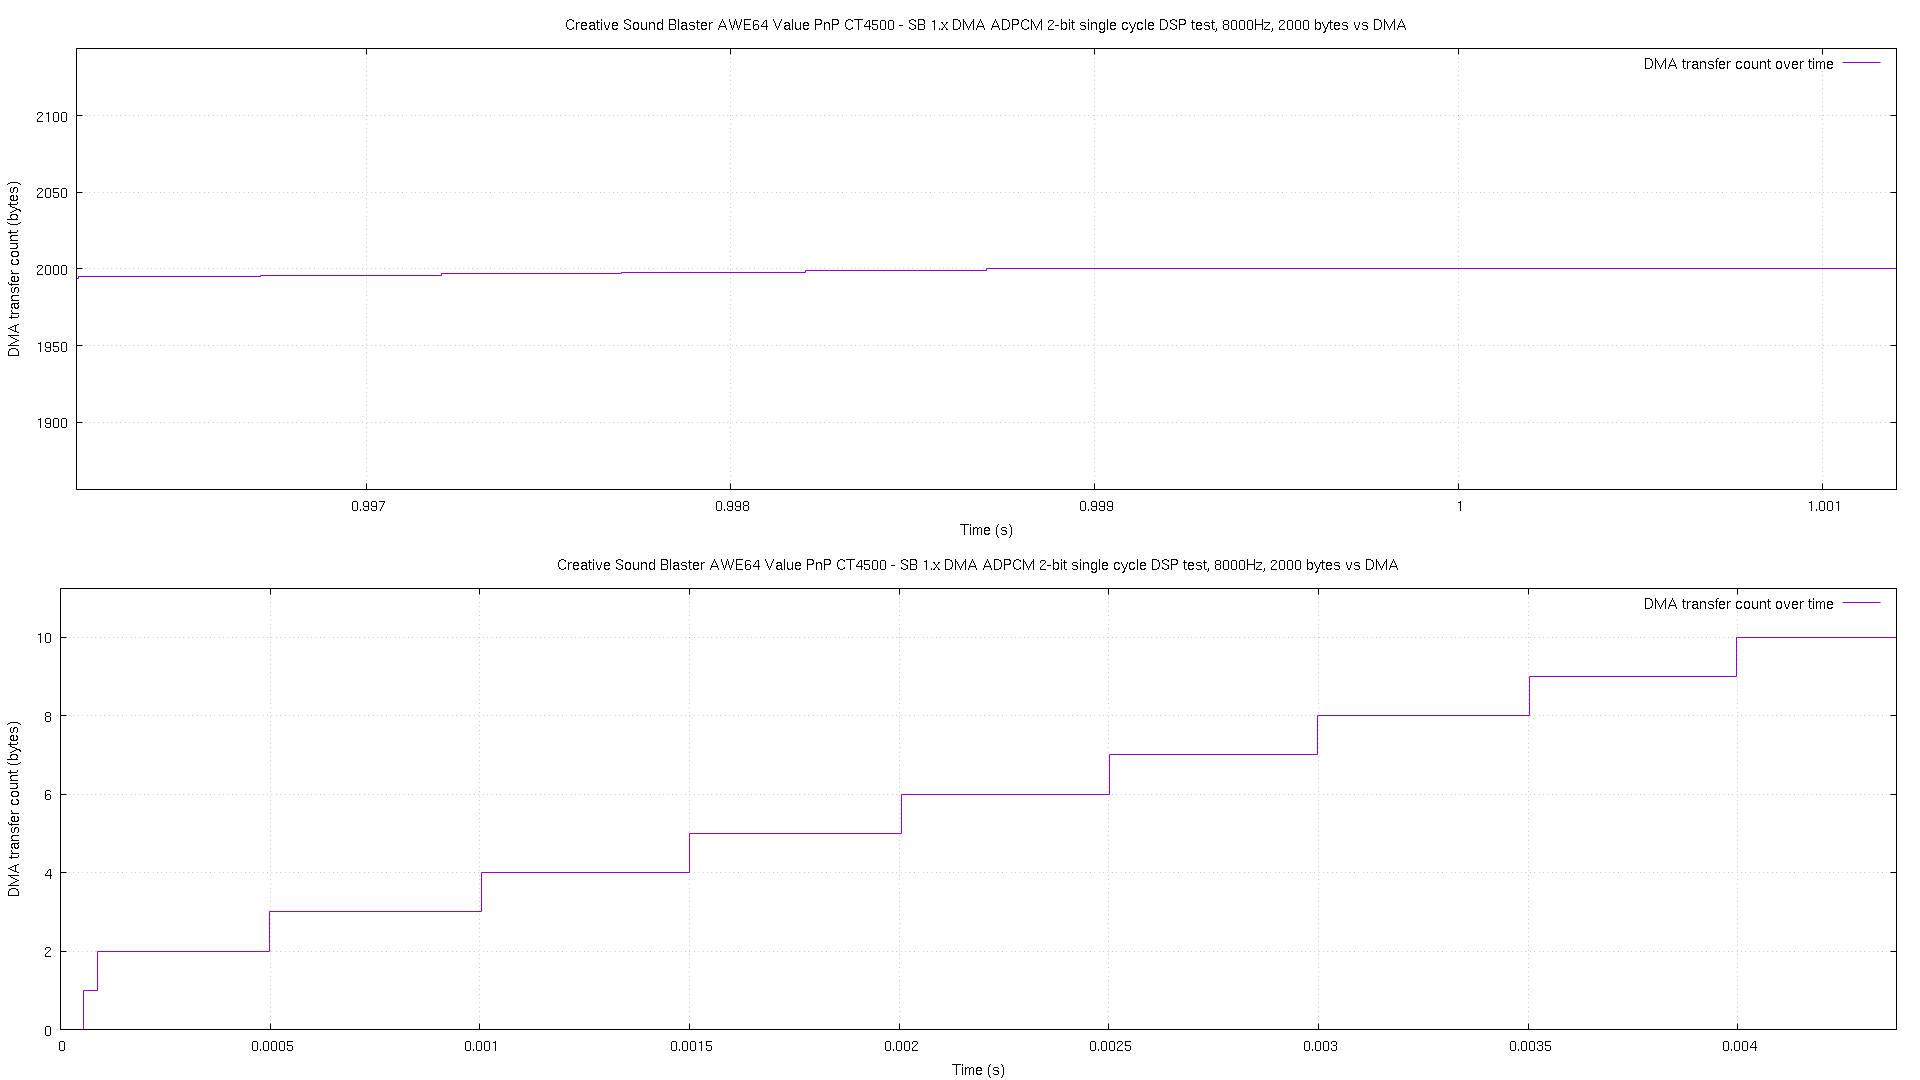 Creative Sound Blaster AWE64 Value PnP CT4500 - SB 1.x DMA ADPCM 2-bit single cycle DSP test, 8000Hz, 2000 bytes vs DMA
DMA transfer count over time
2100
2050
2000
1950
1900
DMA transfer count (bytes)
0.997 0.998 0.999 1 1.001
Time (s)
Creative Sound Blaster AWE64 Value PnP CT4500 - SB 1.x DMA ADPCM 2-bit single cycle DSP test, 8000Hz, 2000 bytes vs DMA
DMA transfer count over time
10
8
6
4
2
0
DMA transfer count (bytes)
0 0.0005 0.001 0.0015 0.002 0.0025 0.003 0.0035 0.004
Time (s)